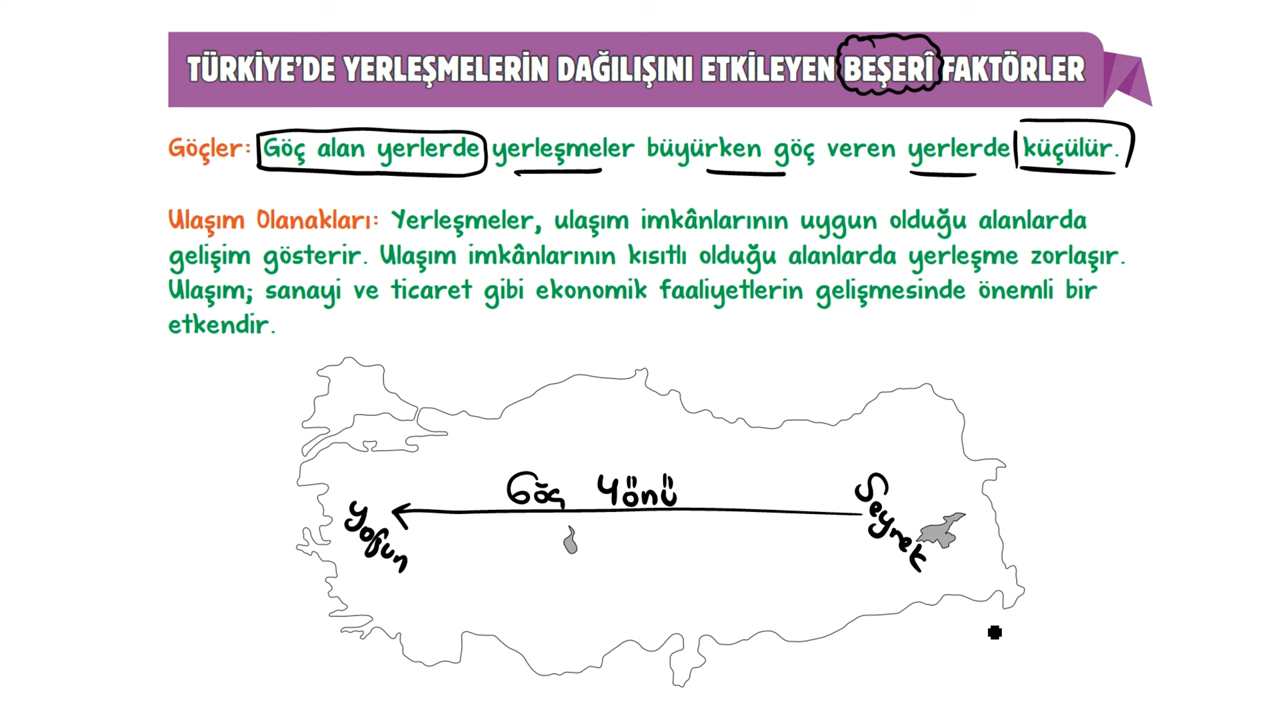 TÜRKİYE'DE YERLEŞMELERİN DAĞILIŞINI ETKİLEYEN BEŞERÎ FAKTÖRLER
Göçler: Göç alan yerlerde yerleşmeler büyürken göç veren yerlerde küçülür.
Ulaşım Olanakları: Yerleşmeler, ulaşım imkânlarının uygun olduğu alanlarda
gelişim gösterir. Ulaşım imkânlarının kısıtlı olduğu alanlarda yerleşme zorlaşır.
Ulaşım; sanayi ve ticaret gibi ekonomik faaliyetlerin gelişmesinde önemli bir
etkendir.
Göç Yönü
Yoğun
Seyrek